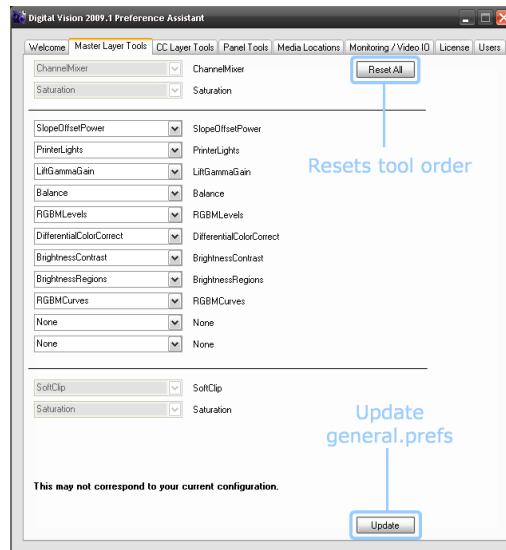 Digital Vision 2009.1 Preference Assistant
Welcome Master Layer Tools CC Layer Tools Panel Tools Media Locations Monitoring / Video IO License Users
ChannelMixer ChannelMixer Reset All
Saturation Saturation
SlopeOffsetPower SlopeOffsetPower
PrinterLights PrinterLights
Resets tool order
LiftGammaGain LiftGammaGain
Balance Balance
RGBMLevels RGBMLevels
DifferentialColorCorrect DifferentialColorCorrect
BrightnessContrast BrightnessContrast
BrightnessRegions BrightnessRegions
RGBMCurves RGBMCurves
None None
None None
SoftClip SoftClip
Saturation Saturation
Update
general.prefs
This may not correspond to your current configuration.
Update